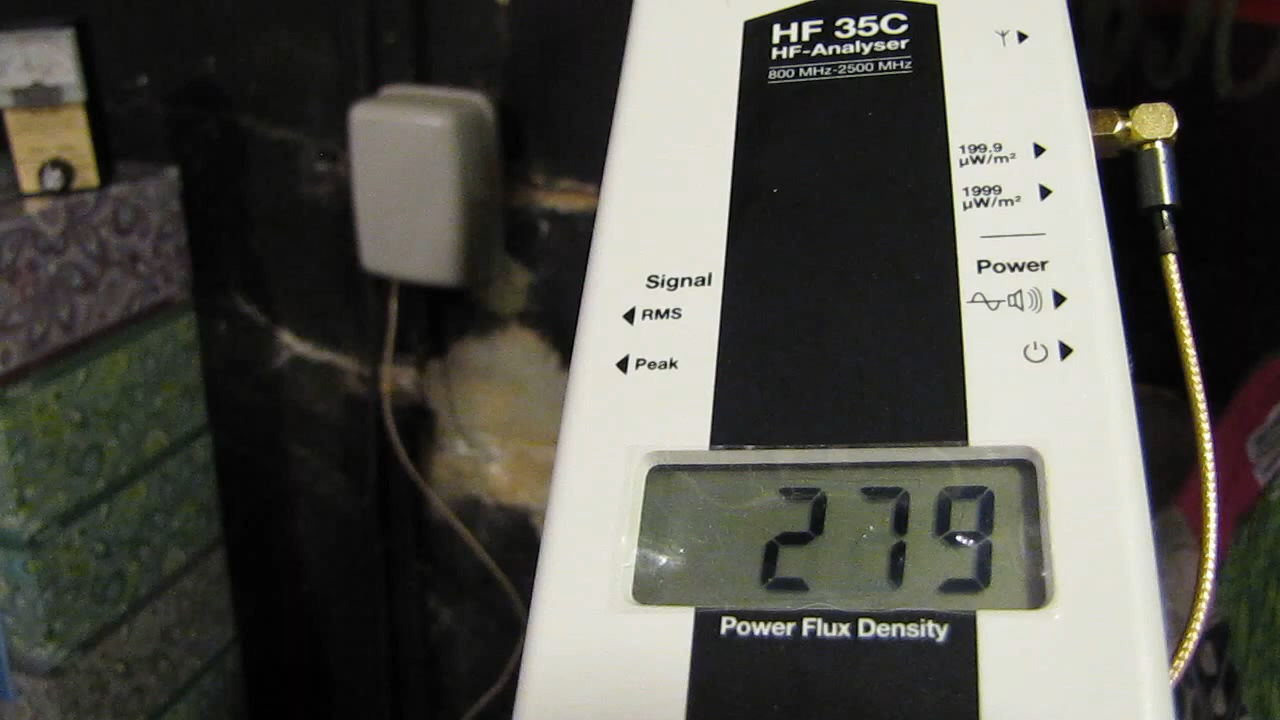 HF 35C
HF-Analyser
800 MHz-2500 MHz
199.9
µW/m²
1999
µW/m²
Power
Signal
RMS
Peak
279
Power Flux Density